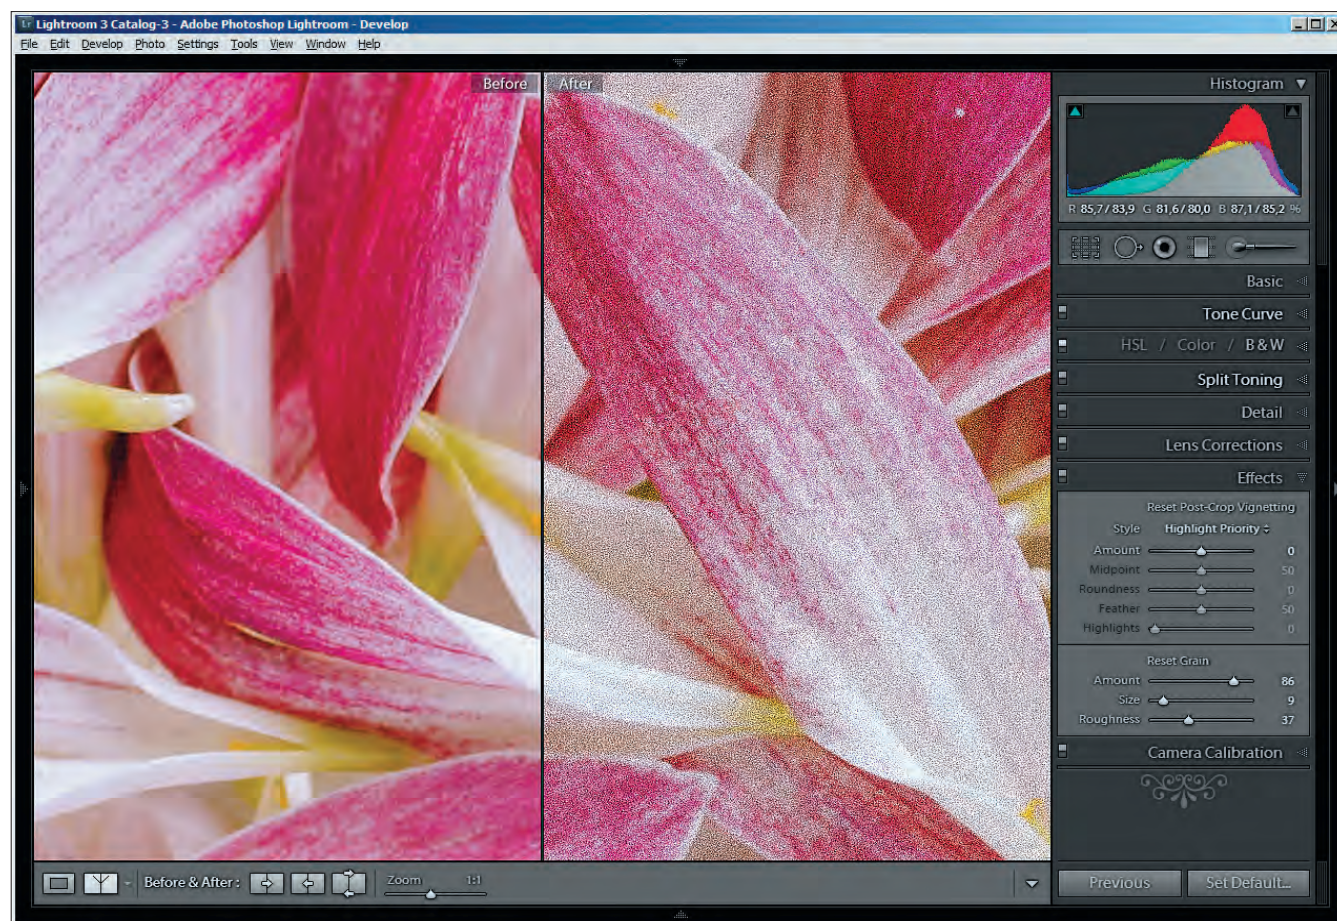 Lightroom 3 Catalog-3 - Adobe Photoshop Lightroom - Develop
File Edit Develop Photo Settings Tools View Window Help
Before
After
Histogram
R 85,7 / 83,9 G 81,6 / 80,0 B 87,1 / 85,2 %
Basic
Tone Curve
HSL / Color / B & W
Split Toning
Detail
Lens Corrections
Effects
Reset Post-Crop Vignetting
Style Highlight Priority
Amount 0
Midpoint 50
Roundness 0
Feather 50
Highlights 0
Reset Grain
Amount 86
Size 9
Roughness 37
Camera Calibration
Before & After : Zoom 1:1
Previous Set Default...